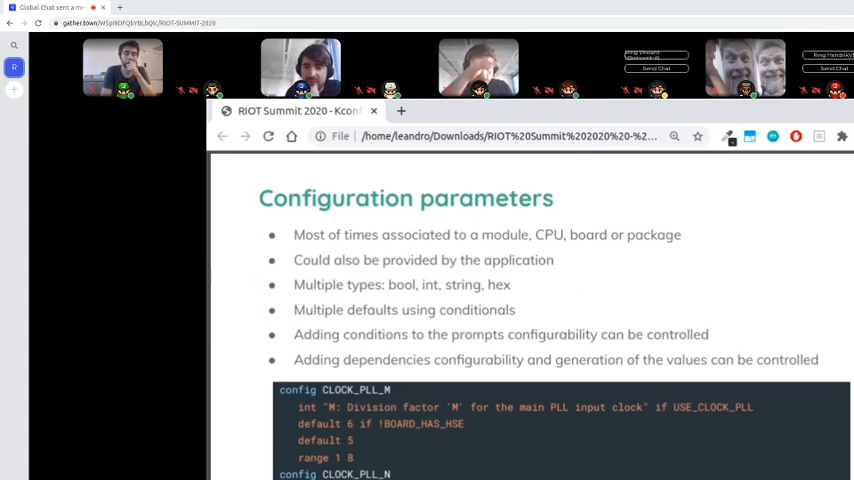 Global Chat sent a me
gather.town/WSpIIIDFQbYBLbQlc/RIOT-SUMMIT-2020
R
Ring Vincent
Send Chat
Ring HendrikV
Send Chat
RIOT Summit 2020 - Kconf
File
/home/leandro/Downloads/RIOT%20Summit%202020%20-%2...
Configuration parameters
Most of times associated to a module, CPU, board or package
Could also be provided by the application
Multiple types: bool, int, string, hex
Multiple defaults using conditionals
Adding conditions to the prompts configurability can be controlled
Adding dependencies configurability and generation of the values can be controlled
config CLOCK_PLL_M
int "M: Division factor 'M' for the main PLL input clock" if USE_CLOCK_PLL
default 6 if !BOARD_HAS_HSE
default 5
range 1 8
config CLOCK_PLL_N